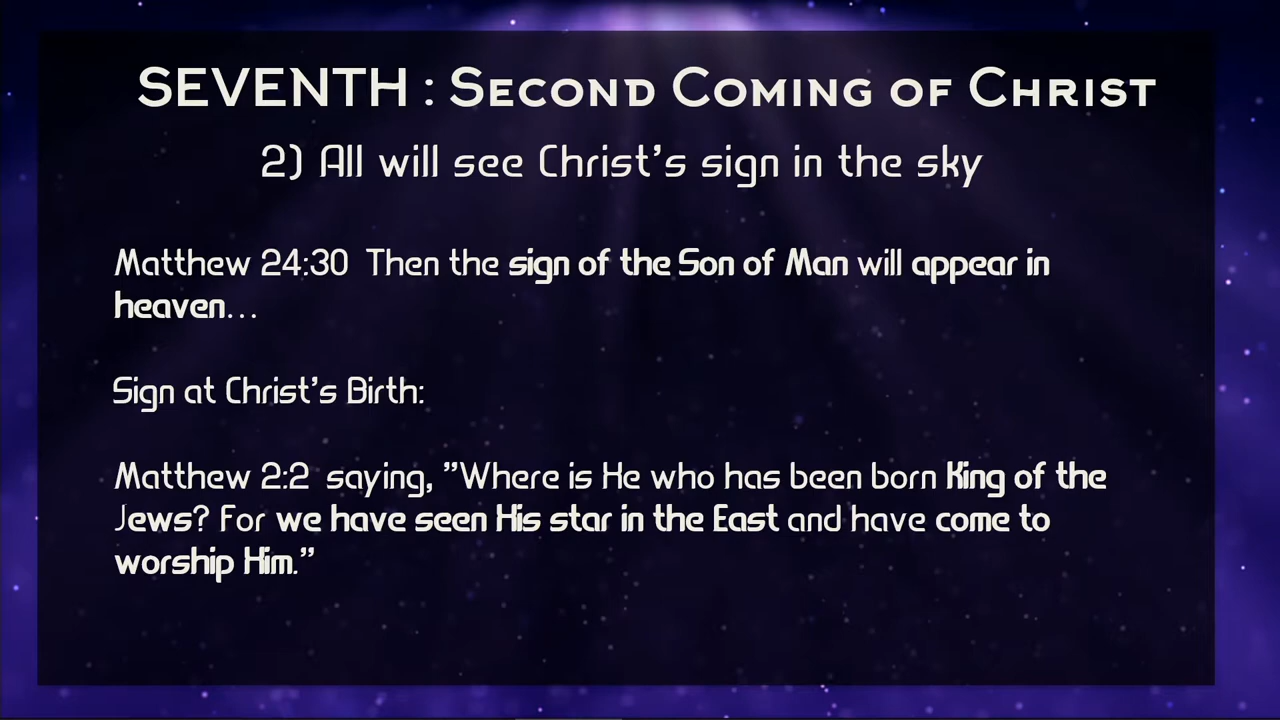 SEVENTH : Second Coming of Christ
2) All will see Christ’s sign in the sky
Matthew 24:30  Then the sign of the Son of Man will appear in
heaven…
Sign at Christ’s Birth:
Matthew 2:2  saying, ”Where is He who has been born King of the
Jews? For we have seen His star in the East and have come to
worship Him.”